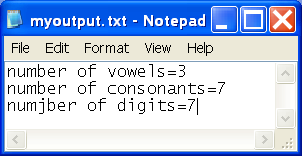 myoutput.txt - Notepad
File Edit Format View Help
number of vowels=3
number of consonants=7
numjber of digits=7